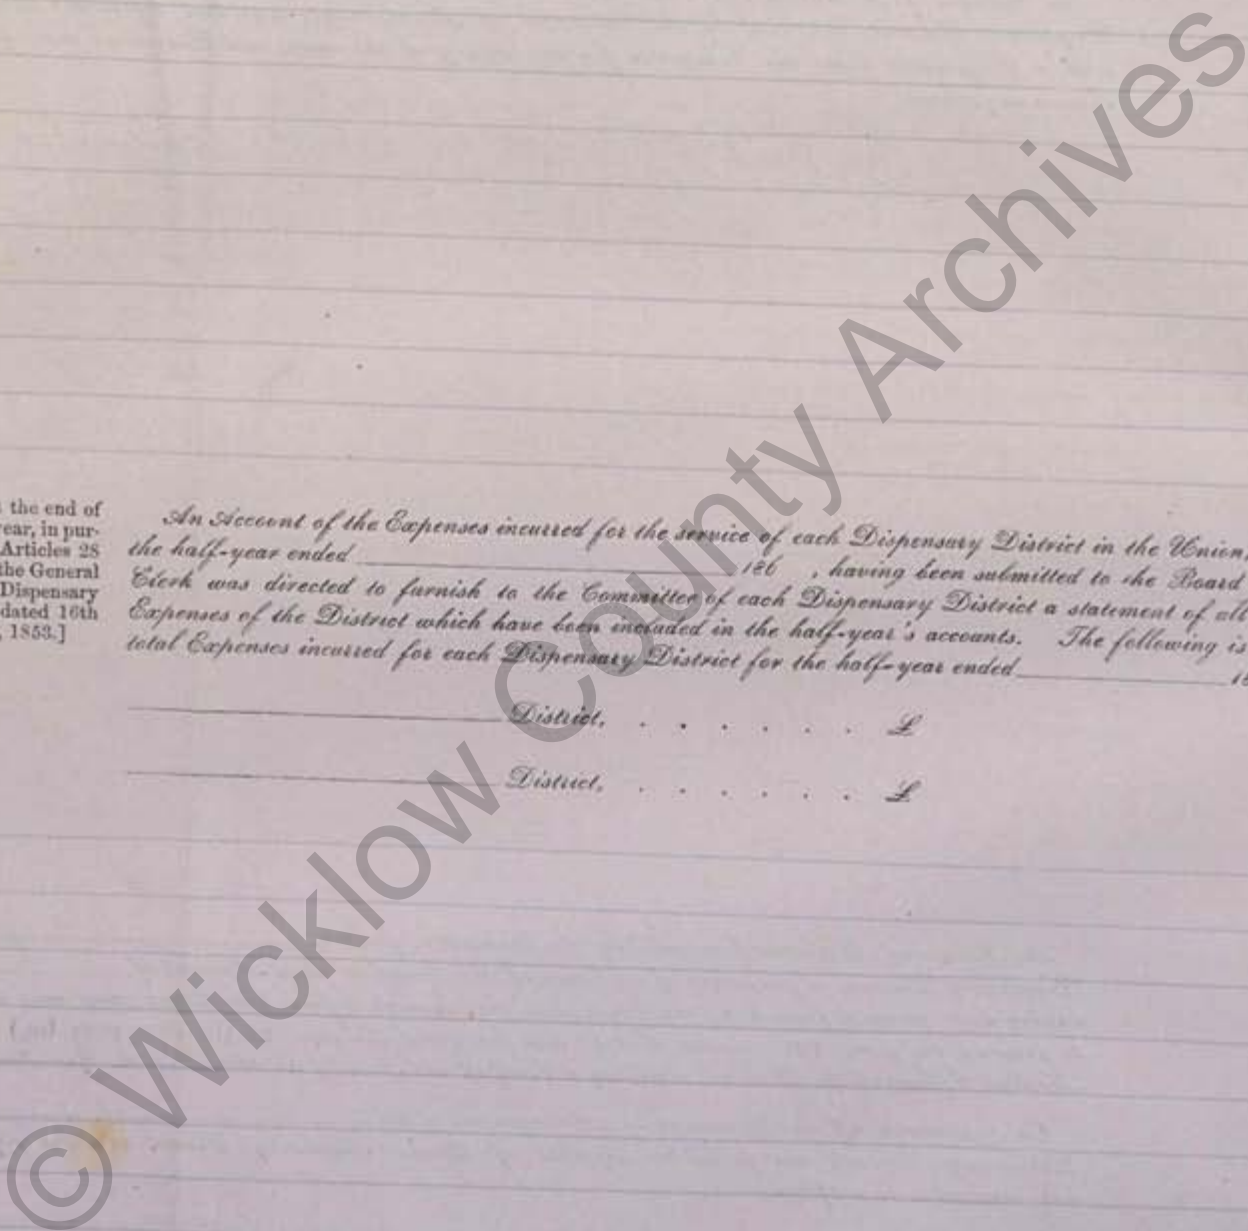 the end of
ear, in pur-
Articles 28
the General
Dispensary
dated 16th
, 1853.]
An Account of the Expenses incurred for the service of each Dispensary District in the Union,
the half-year ended 186 , having been submitted to the Board
Clerk was directed to furnish to the Committee of each Dispensary District a statement of all
Expenses of the District which have been included in the half-year's accounts. The following is
total Expenses incurred for each Dispensary District for the half-year ended 18
District, . . . . . . £
District, . . . . . . £
© Wicklow County Archives